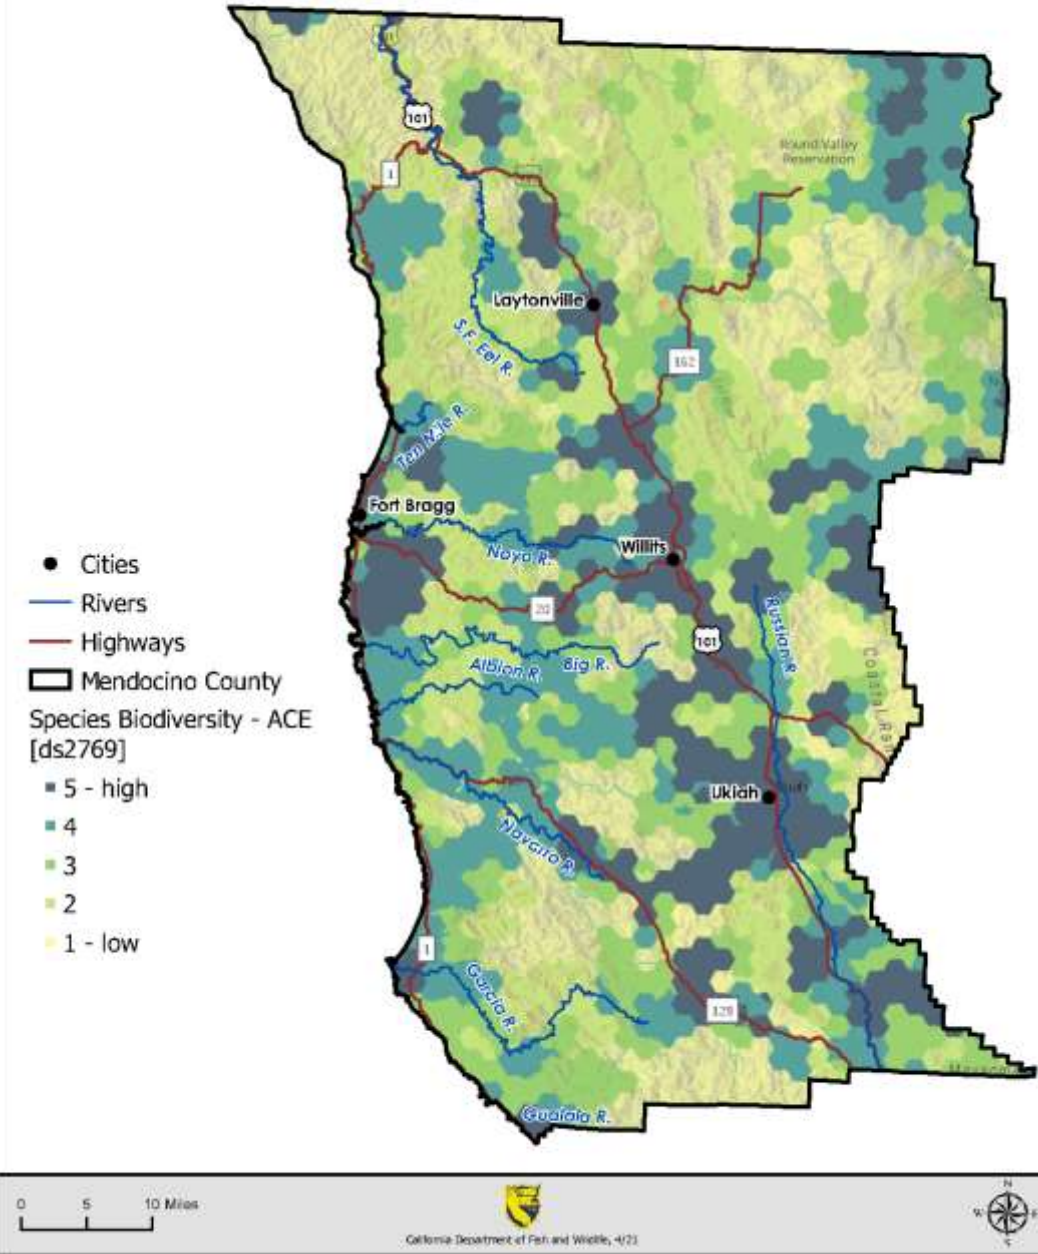 101
1
Round Valley
Reservation
Laytonville
S.F. Eel R.
162
Ten Mile R.
Fort Bragg
Noyo R.
Willits
20
101
Russian R.
Albion R.
Big R.
Coastal Ran
Ukiah
Navarro R.
1
Garcia R.
128
Gualala R.
Cities
Rivers
Highways
Mendocino County
Species Biodiversity - ACE
[ds2769]
5 - high
4
3
2
1 - low
0 5 10 Miles
California Department of Fish and Wildlife, 4/21
N
W E
S